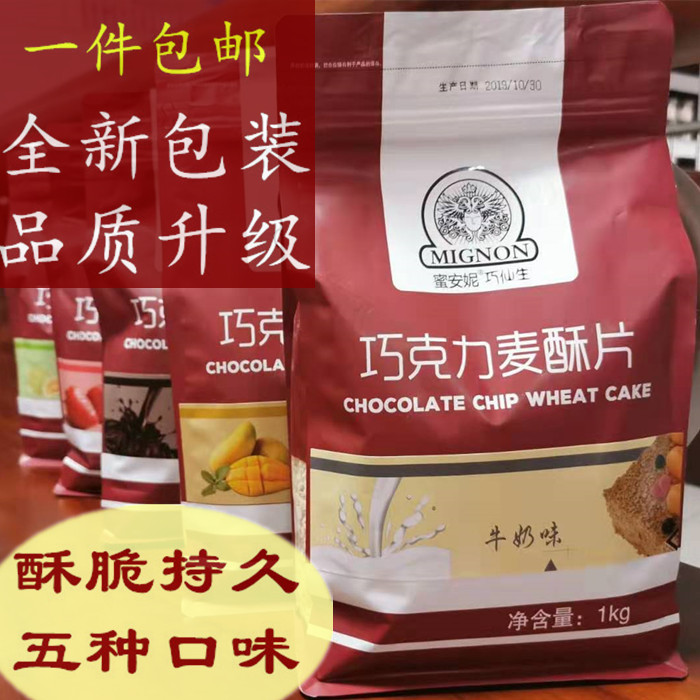 一件包邮
全新包装
品质升级
生产日期 2019/10/30
MIGNON
蜜安妮®巧仙生
巧克力麦酥片
CHOCOLATE CHIP WHEAT CAKE
牛奶味
净含量：1kg
巧
CHOCOLA
巧克
CHOCO
酥脆持久
五种口味